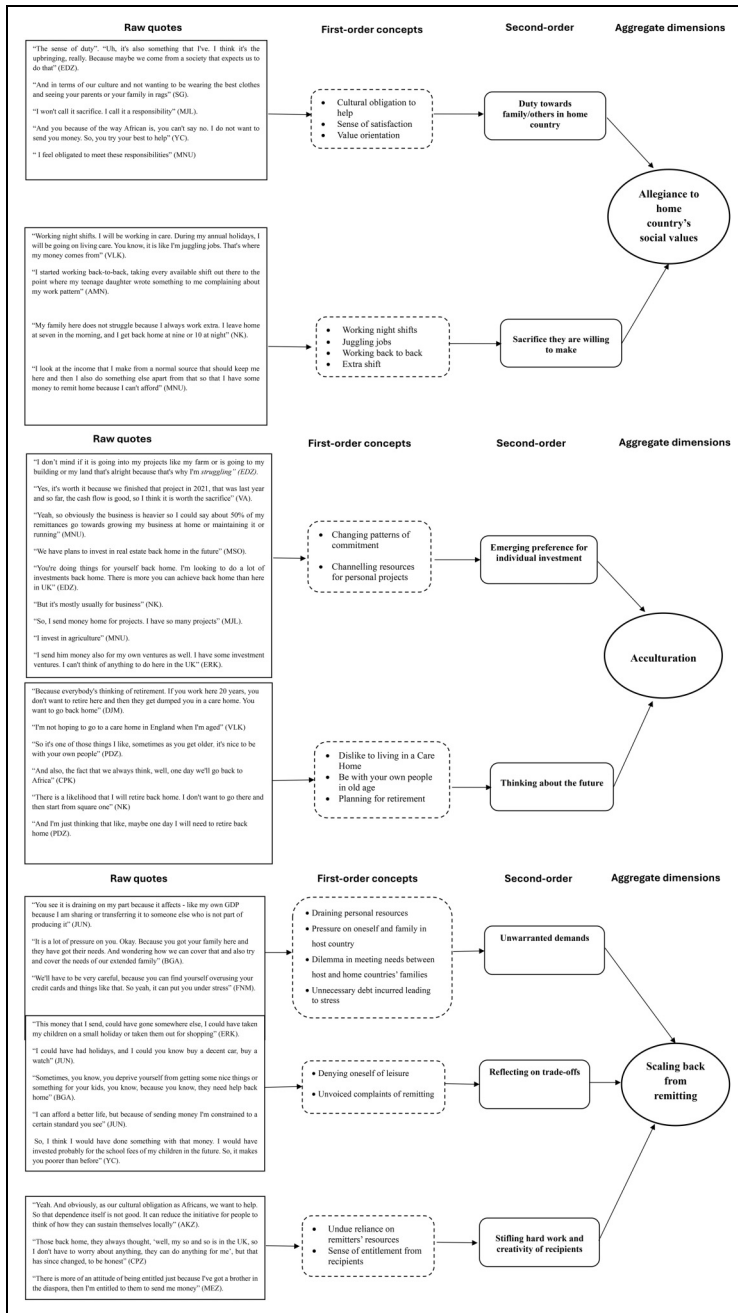 Raw quotes
First-order concepts
Second-order
Aggregate dimensions
“The sense of duty”. “Uh, it's also something that I've. I think it's the
upbringing, really. Because maybe we come from a society that expects us to
do that” (EDZ).
“And in terms of our culture and not wanting to be wearing the best clothes
and seeing your parents or your family in rags” (SG).
“I won't call it sacrifice. I call it a responsibility” (MJL).
“And you because of the way African is, you can't say no. I do not want to
send you money. So, you try your best to help” (YC).
“ I feel obligated to meet these responsibilities” (MNU)
• Cultural obligation to
help
• Sense of satisfaction
• Value orientation
Duty towards
family/others in home
country
Allegiance to
home
country's
social values
“Working night shifts. I will be working in care. During my annual holidays, I
will be going on living care. You know, it is like I'm juggling jobs. That's where
my money comes from” (VLK).
“I started working back-to-back, taking every available shift out there to the
point where my teenage daughter wrote something to me complaining about
my work pattern” (AMN).
“My family here does not struggle because I always work extra. I leave home
at seven in the morning, and I get back home at nine or 10 at night” (NK).
“I look at the income that I make from a normal source that should keep me
here and then I also do something else apart from that so that I have some
money to remit home because I can't afford” (MNU).
• Working night shifts
• Juggling jobs
• Working back to back
• Extra shift
Sacrifice they are willing
to make
Raw quotes
First-order concepts
Second-order
Aggregate dimensions
“I don't mind if it is going into my projects like my farm or is going to my
building or my land that's alright because that's why I'm struggling” (EDZ).
“Yes, it's worth it because we finished that project in 2021, that was last year
and so far, the cash flow is good, so I think it is worth the sacrifice” (VA).
“Yeah, so obviously the business is heavier so I could say about 50% of my
remittances go towards growing my business at home or maintaining it or
running” (MNU).
“We have plans to invest in real estate back home in the future” (MSO).
“You're doing things for yourself back home. I'm looking to do a lot of
investments back home. There is more you can achieve back home than here
in UK” (EDZ).
“But it's mostly usually for business” (NK).
“So, I send money home for projects. I have so many projects” (MJL).
“I invest in agriculture” (MNU).
“I send him money also for my own ventures as well. I have some investment
ventures. I can't think of anything to do here in the UK” (ERK).
• Changing patterns of
commitment
• Channelling resources
for personal projects
Emerging preference for
individual investment
Acculturation
“Because everybody's thinking of retirement. If you work here 20 years, you
don't want to retire here and then they get dumped you in a care home. You
want to go back home” (DJM).
“I'm not hoping to go to a care home in England when I'm aged” (VLK)
“So it's one of those things I like, sometimes as you get older. it's nice to be
with your own people” (PDZ).
“And also, the fact that we always think, well, one day we'll go back to
Africa” (CPK)
“There is a likelihood that I will retire back home. I don't want to go there and
then start from square one” (NK)
“And I'm just thinking that like, maybe one day I will need to retire back
home (PDZ).
• Dislike to living in a Care
Home
• Be with your own people
in old age
• Planning for retirement
Thinking about the future
Raw quotes
First-order concepts
Second-order
Aggregate dimensions
“You see it is draining on my part because it affects - like my own GDP
because I am sharing or transferring it to someone else who is not part of
producing it” (JUN).
“It is a lot of pressure on you. Okay. Because you got your family here and
they have got their needs. And wondering how we can cover that and also try
and cover the needs of our extended family” (BGA).
“We'll have to be very careful, because you can find yourself overusing your
credit cards and things like that. So yeah, it can put you under stress” (FNM).
• Draining personal resources
• Pressure on oneself and family in
host country
• Dilemma in meeting needs between
host and home countries' families
• Unnecessary debt incurred leading
to stress
Unwarranted demands
“This money that I send, could have gone somewhere else, I could have taken
my children on a small holiday or taken them out for shopping” (ERK).
“I could have had holidays, and I could you know buy a decent car, buy a
watch” (JUN).
“Sometimes, you know, you deprive yourself from getting some nice things or
something for your kids, you know, because you know, they need help back
home” (BGA).
“I can afford a better life, but because of sending money I'm constrained to a
certain standard you see” (JUN).
So, I think I would have done something with that money. I would have
invested probably for the school fees of my children in the future. So, it makes
you poorer than before” (YC).
• Denying oneself of leisure
• Unvoiced complaints of remitting
Reflecting on trade-offs
Scaling back
from
remitting
“Yeah. And obviously, as our cultural obligation as Africans, we want to help.
So that dependence itself is not good. It can reduce the initiative for people to
think of how they can sustain themselves locally” (AKZ).
“Those back home, they always thought, 'well, my so and so is in the UK, so
I don't have to worry about anything, they can do anything for me', but that
has since changed, to be honest” (CPZ)
“There is more of an attitude of being entitled just because I've got a brother in
the diaspora, then I'm entitled to them to send me money” (MEZ).
• Undue reliance on
remitters' resources
• Sense of entitlement from
recipients
Stifling hard work and
creativity of recipients